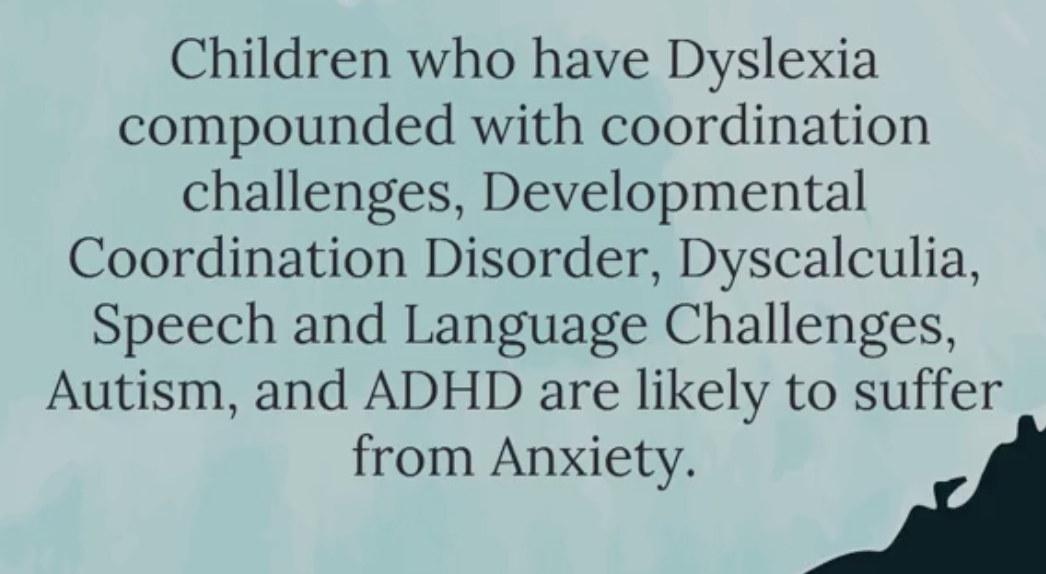 Children who have Dyslexia
compounded with coordination
challenges, Developmental
Coordination Disorder, Dyscalculia,
Speech and Language Challenges,
Autism, and ADHD are likely to suffer
from Anxiety.